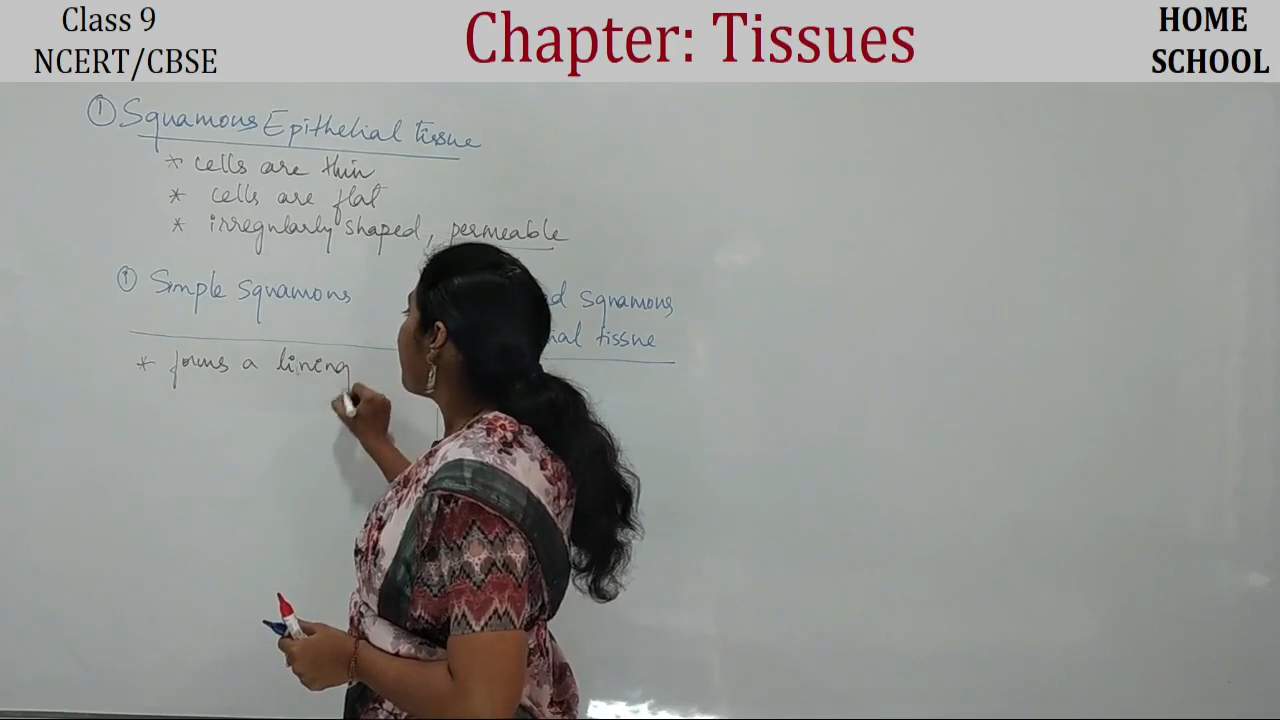 Class 9
NCERT/CBSE
Chapter: Tissues
HOME
SCHOOL
① Squamous Epithelial tissue
* cells are thin
* cells are flat
* irregularly shaped, permeable
① Simple squamous
squamous
tissue
* forms a lining